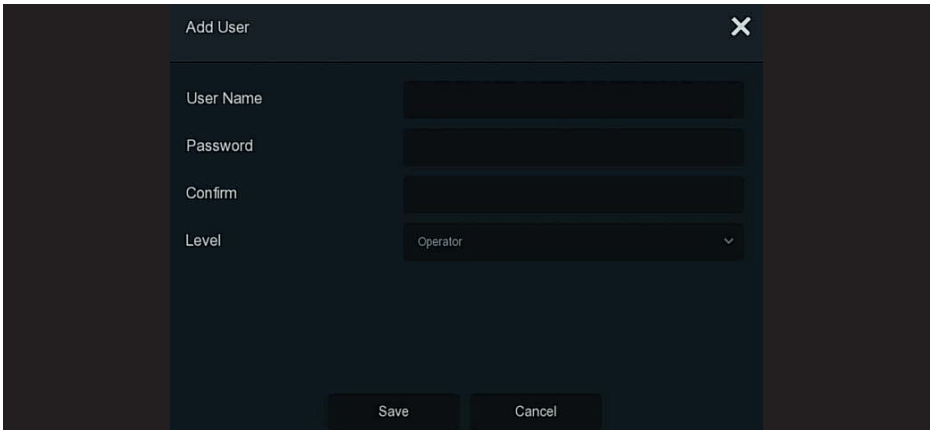 Add User
User Name
Password
Confirm
Level Operator
Save Cancel